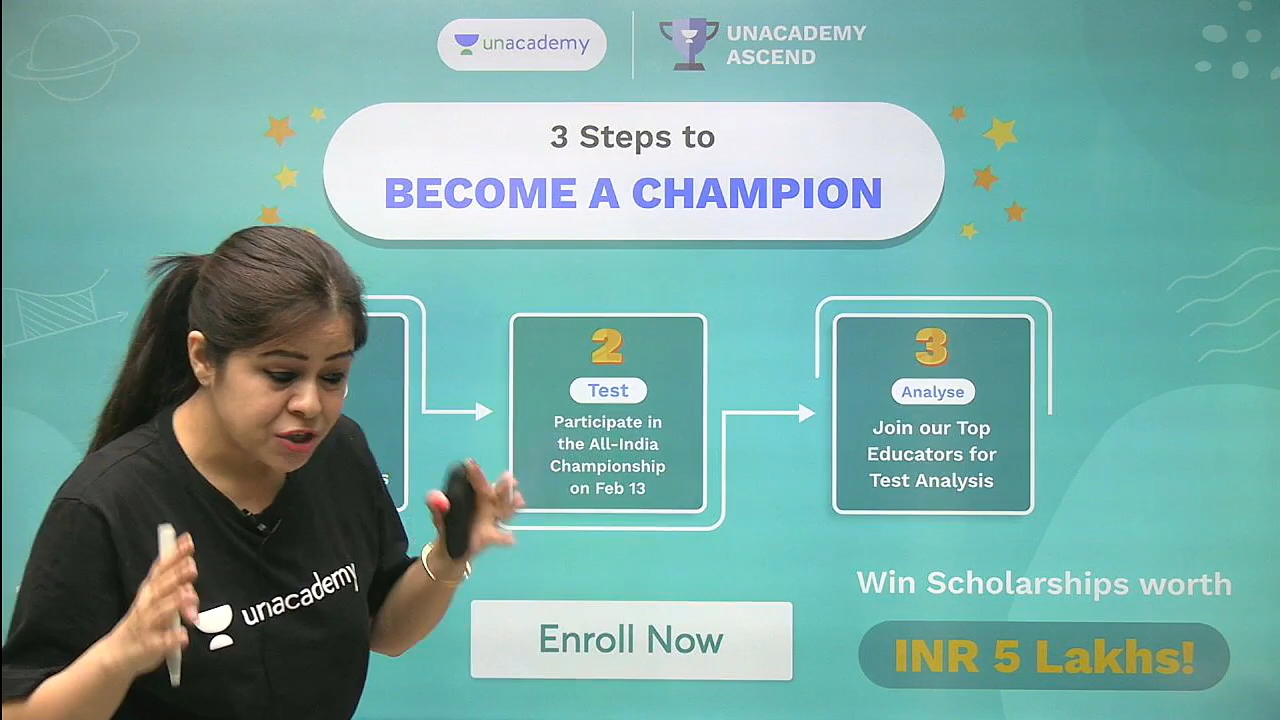 unacademy
UNACADEMY
ASCEND
3 Steps to
BECOME A CHAMPION
2
Test
Participate in
the All-India
Championship
on Feb 13
3
Analyse
Join our Top
Educators for
Test Analysis
unacademy
Enroll Now
Win Scholarships worth
INR 5 Lakhs!